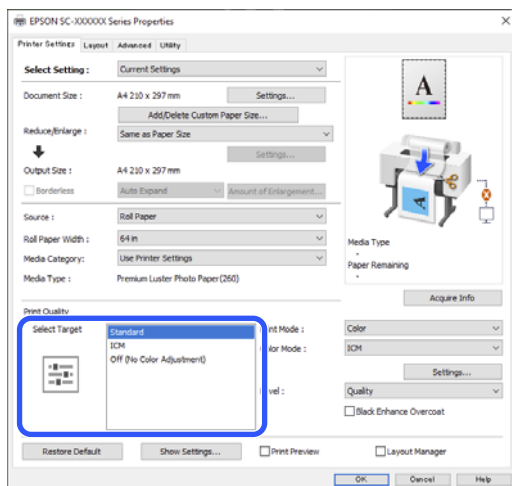 EPSON SC-XXXXXX Series Properties
Printer Settings Layout Advanced Utility
Select Setting : Current Settings
Document Size : A4 210 x 297 mm Settings...
Add/Delete Custom Paper Size...
Reduce/Enlarge : Same as Paper Size
Settings...
Output Size : A4 210 x 297 mm
Borderless Auto Expand Amount of Enlargement...
Source : Roll Paper
Roll Paper Width : 64 in
Media Category: Use Printer Settings
Media Type : Premium Luster Photo Paper(260)
A
Media Type
-
Paper Remaining
-
Acquire Info
Print Quality
Select Target
Standard
ICM
Off (No Color Adjustment)
int Mode : Color
olor Mode : ICM
Settings...
vel : Quality
Black Enhance Overcoat
Restore Default Show Settings... Print Preview Layout Manager
OK Cancel Help